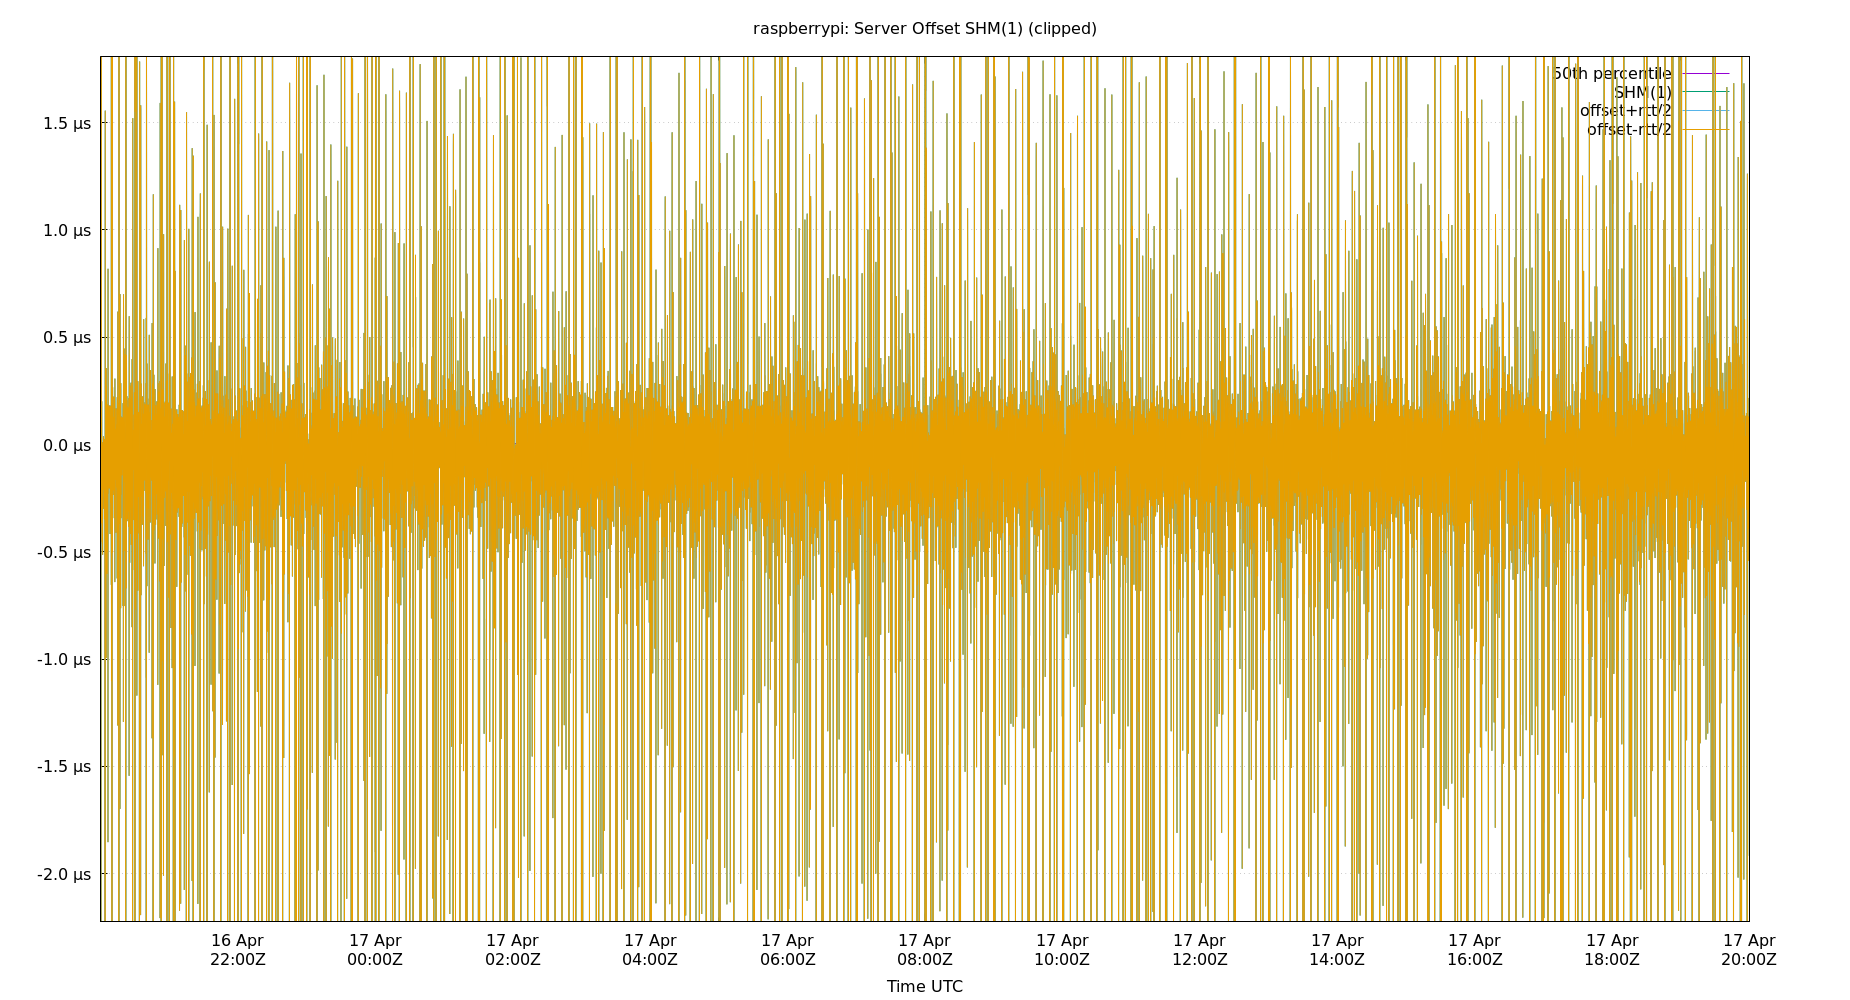 raspberrypi: Server Offset SHM(1) (clipped)
50th percentile
SHM(1)
offset+rtt/2
offset-rtt/2
1.5 µs
1.0 µs
0.5 µs
0.0 µs
-0.5 µs
-1.0 µs
-1.5 µs
-2.0 µs
16 Apr 17 Apr 17 Apr 17 Apr 17 Apr 17 Apr 17 Apr 17 Apr 17 Apr 17 Apr 17 Apr 17 Apr
22:00Z 00:00Z 02:00Z 04:00Z 06:00Z 08:00Z 10:00Z 12:00Z 14:00Z 16:00Z 18:00Z 20:00Z
Time UTC